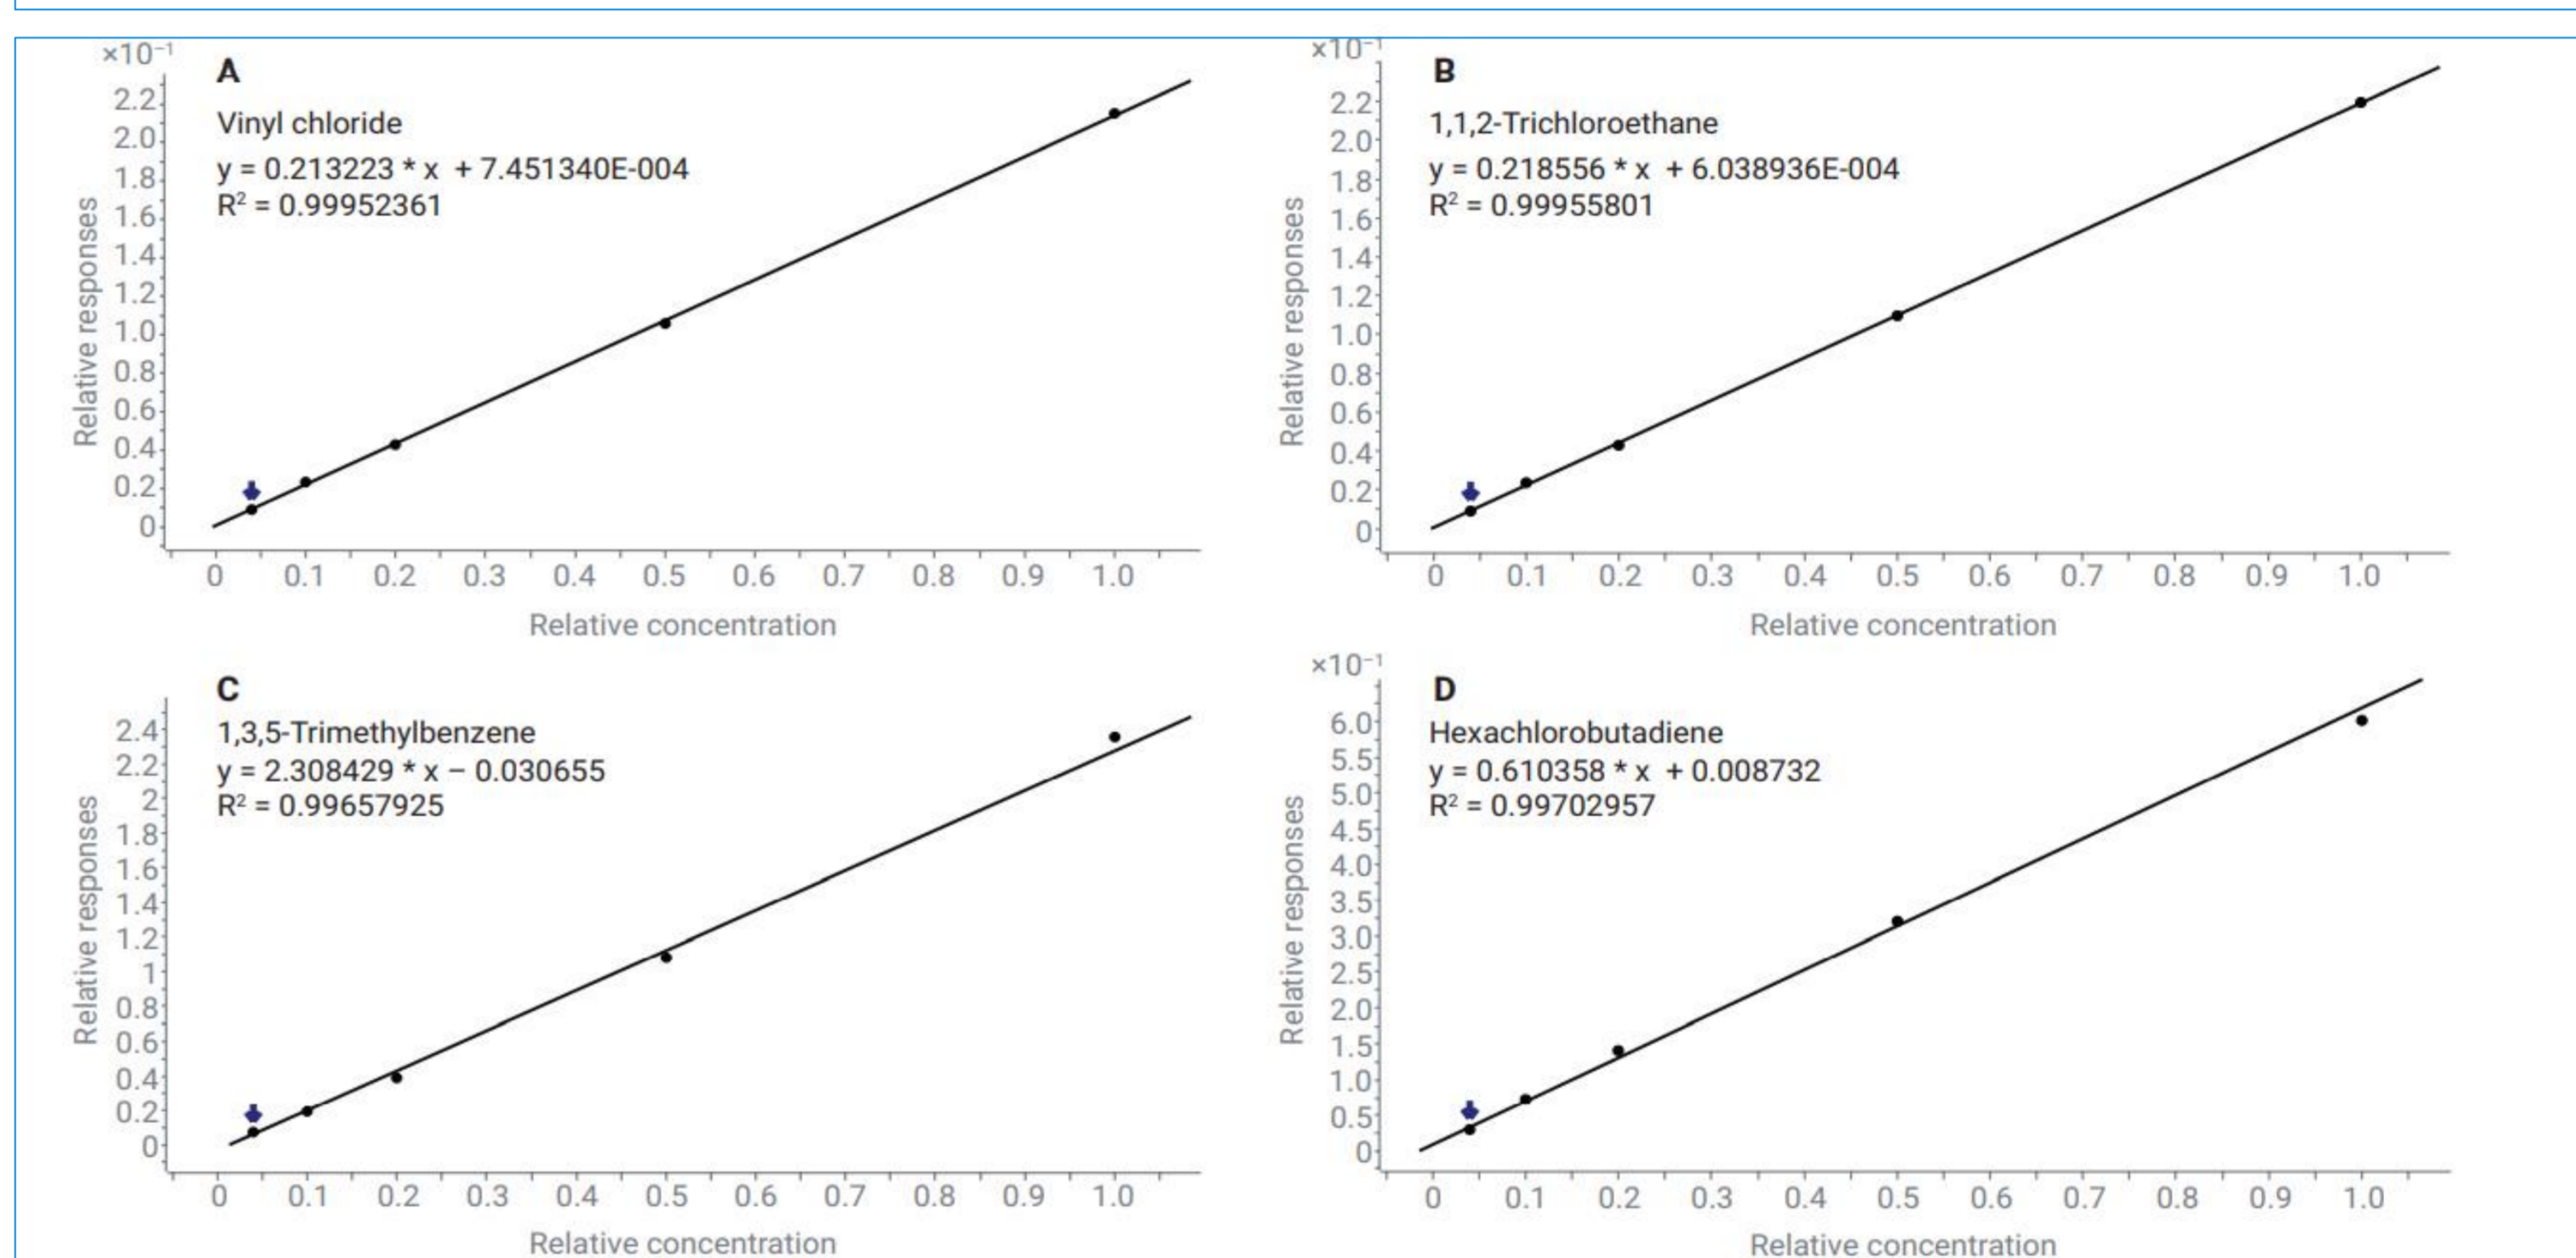 ×10⁻¹
A
Vinyl chloride
y = 0.213223 * x + 7.451340E-004
R² = 0.99952361
Relative responses
2.2
2.0
1.8
1.6
1.4
1.2
1.0
0.8
0.6
0.4
0.2
0
0 0.1 0.2 0.3 0.4 0.5 0.6 0.7 0.8 0.9 1.0
Relative concentration
×10⁻¹
B
1,1,2-Trichloroethane
y = 0.218556 * x + 6.038936E-004
R² = 0.99955801
Relative responses
2.2
2.0
1.8
1.6
1.4
1.2
1.0
0.8
0.6
0.4
0.2
0
0 0.1 0.2 0.3 0.4 0.5 0.6 0.7 0.8 0.9 1.0
Relative concentration
C
1,3,5-Trimethylbenzene
y = 2.308429 * x – 0.030655
R² = 0.99657925
Relative responses
2.4
2.2
2
1.8
1.6
1.4
1.2
1
0.8
0.6
0.4
0.2
0
0 0.1 0.2 0.3 0.4 0.5 0.6 0.7 0.8 0.9 1.0
Relative concentration
×10⁻¹
D
Hexachlorobutadiene
y = 0.610358 * x + 0.008732
R² = 0.99702957
Relative responses
6.0
5.5
5.0
4.5
4.0
3.5
3.0
2.5
2.0
1.5
1.0
0.5
0
0 0.1 0.2 0.3 0.4 0.5 0.6 0.7 0.8 0.9 1.0
Relative concentration